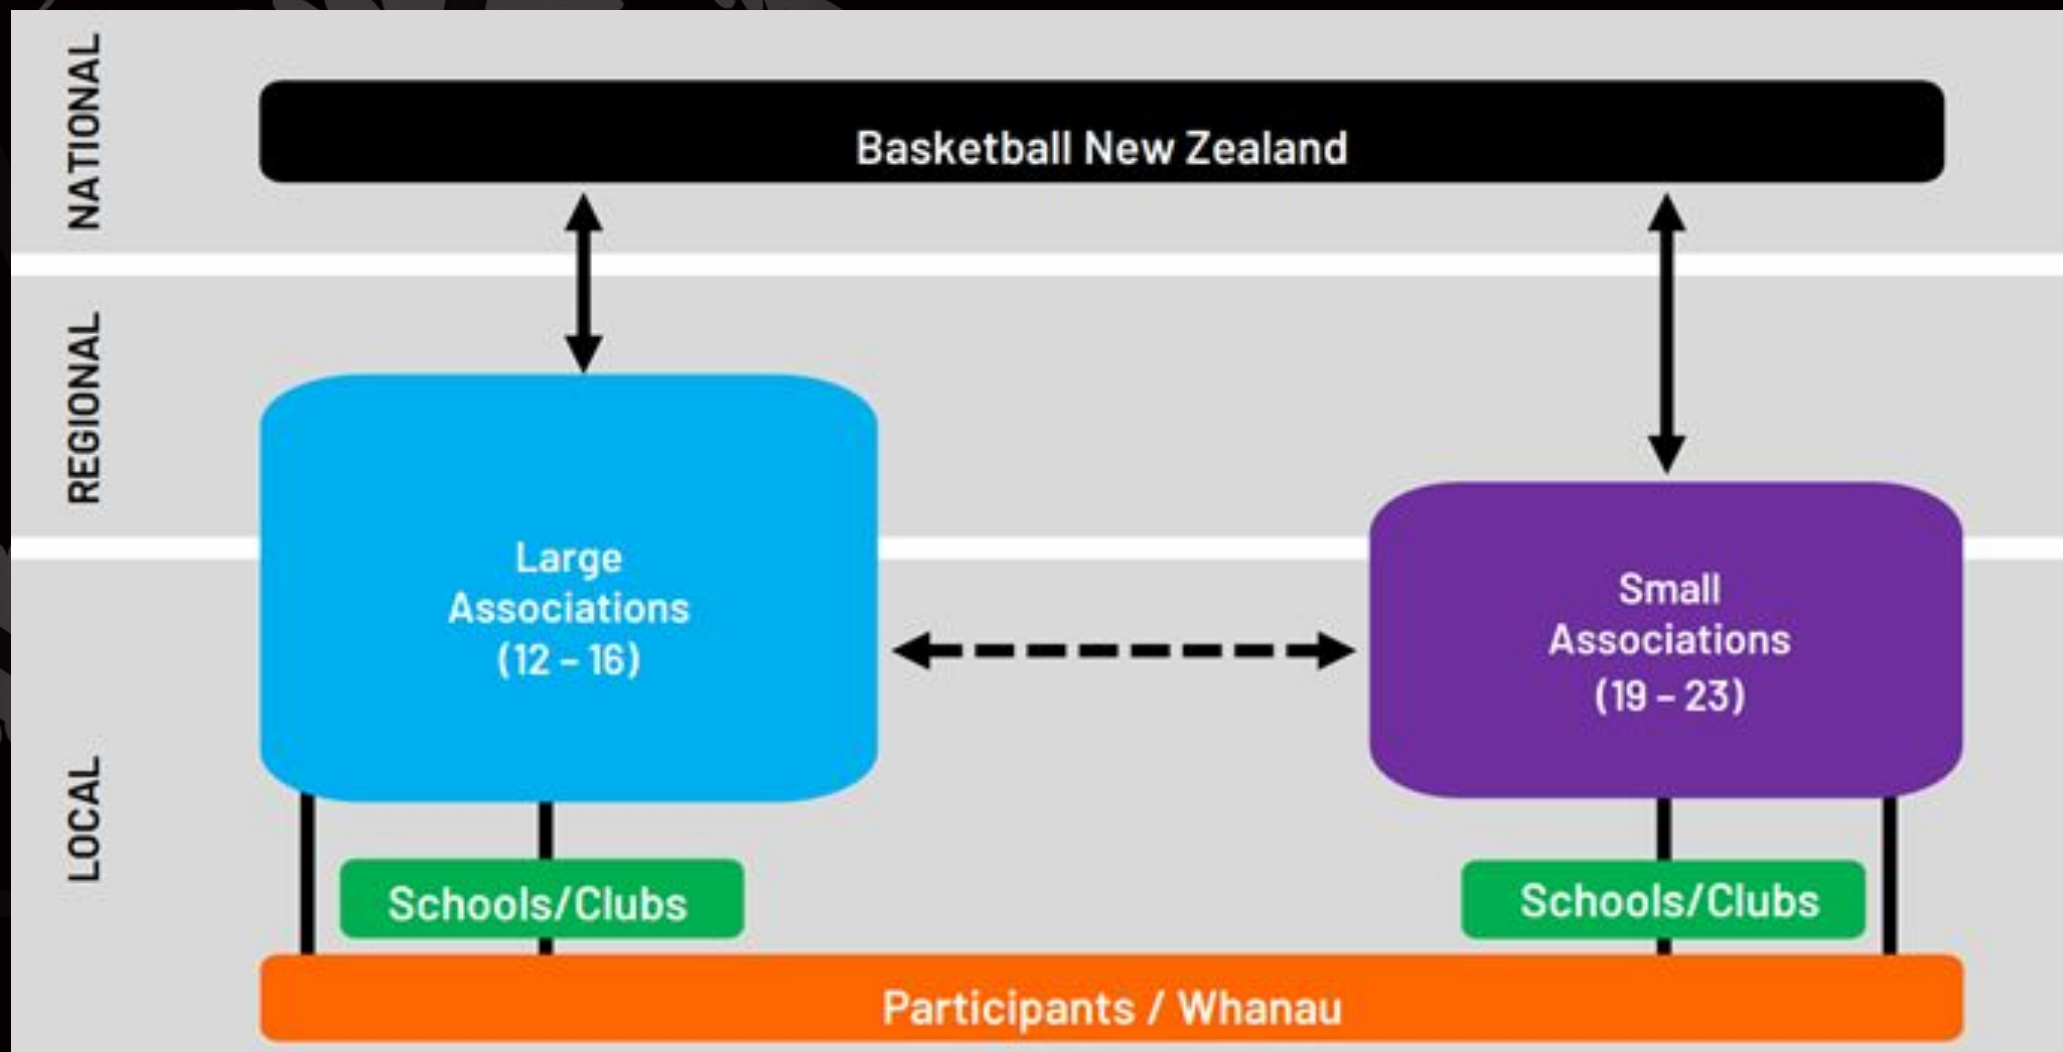 NATIONAL
Basketball New Zealand
REGIONAL
Large
Associations
(12 – 16)
Small
Associations
(19 – 23)
LOCAL
Schools/Clubs
Schools/Clubs
Participants / Whanau